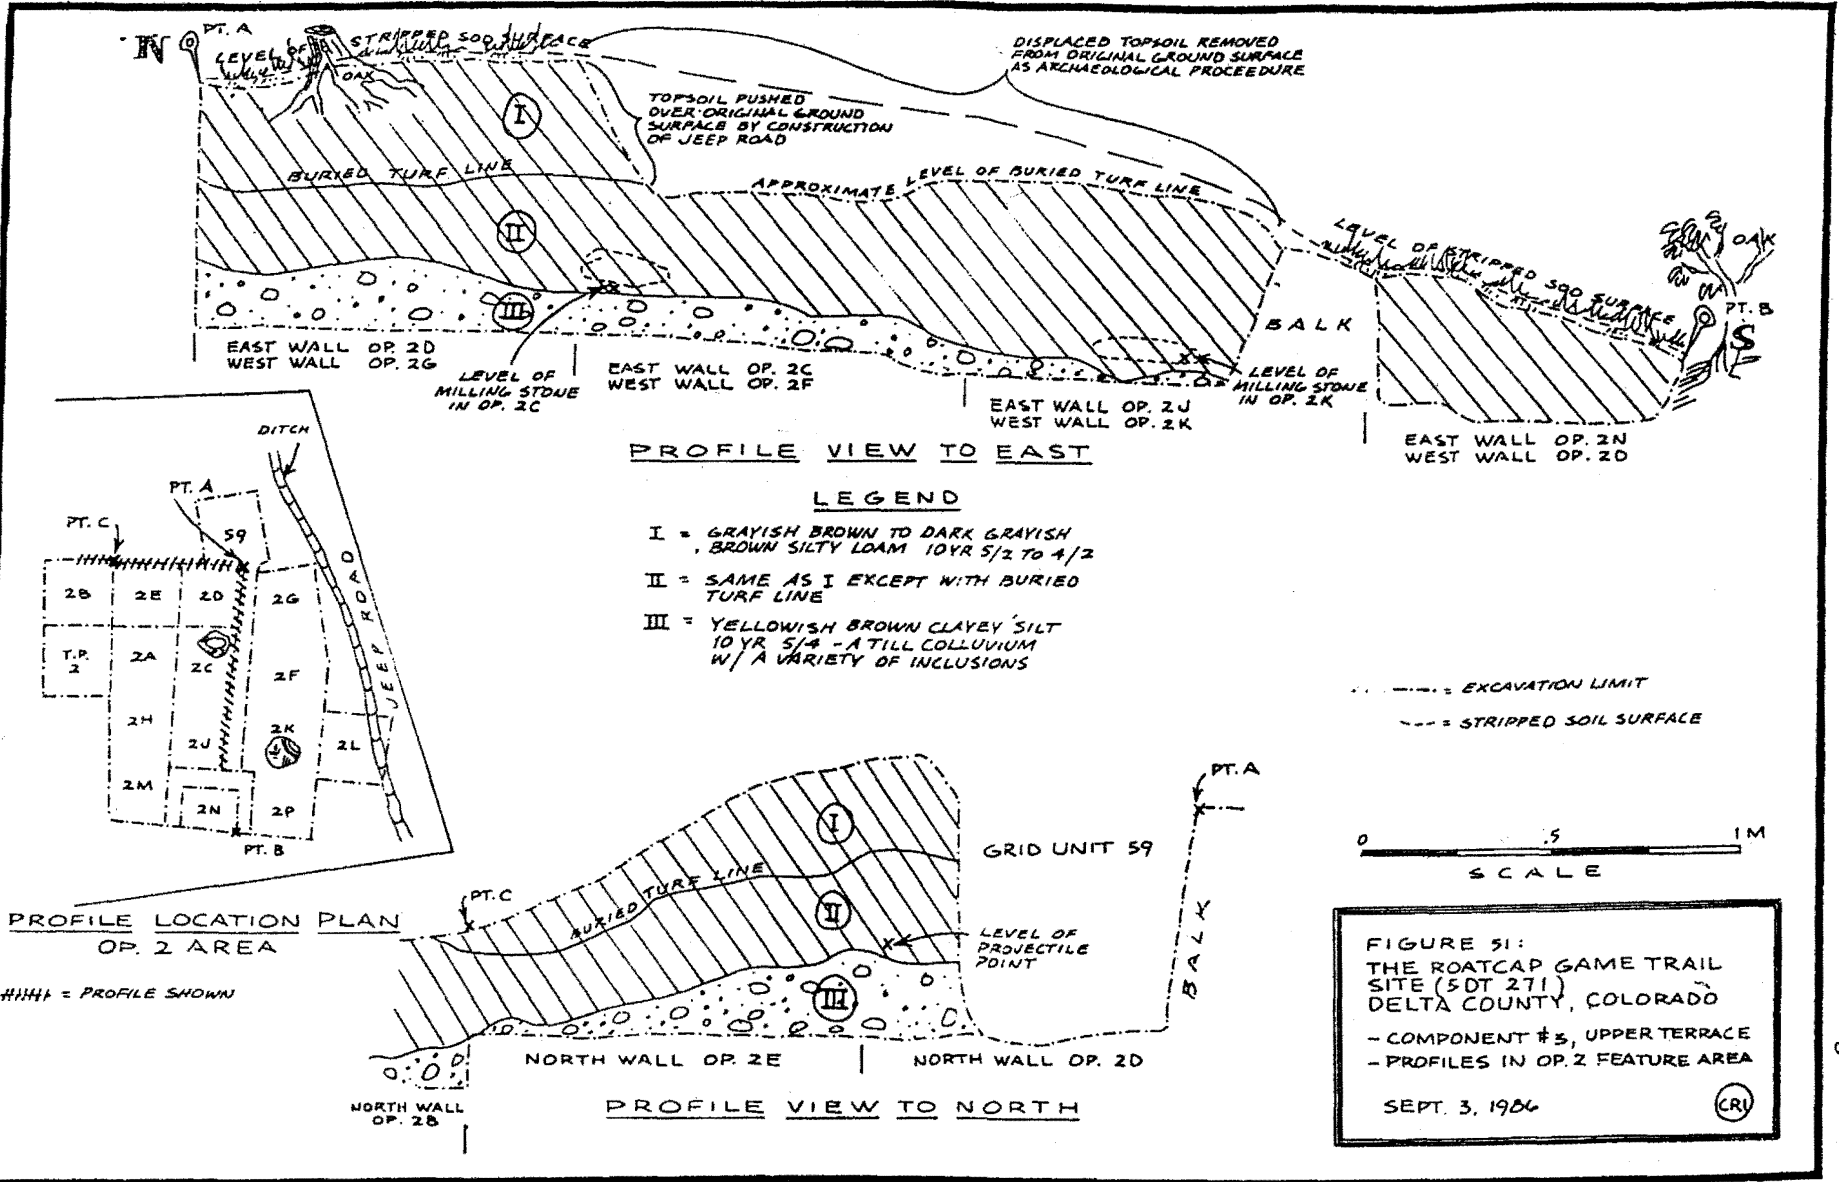 N
PT. A
LEVEL OF STRIPPED SOD SURFACE
OAK
I
TOPSOIL PUSHED
OVER ORIGINAL GROUND
SURFACE BY CONSTRUCTION
OF JEEP ROAD
DISPLACED TOPSOIL REMOVED
FROM ORIGINAL GROUND SURFACE
AS ARCHAEOLOGICAL PROCEEDURE
BURIED TURF LINE
APPROXIMATE LEVEL OF BURIED TURF LINE
II
III
LEVEL OF STRIPPED SOD SURFACE
OAK
PT. B
S
BALK
EAST WALL OP. 2D
WEST WALL OP. 2G
LEVEL OF
MILLING STONE
IN OP. 2C
EAST WALL OP. 2C
WEST WALL OP. 2F
EAST WALL OP. 2J
WEST WALL OP. 2K
LEVEL OF
MILLING STONE
IN OP. 2K
EAST WALL OP. 2N
WEST WALL OP. 2D
PROFILE VIEW TO EAST
LEGEND
I = GRAYISH BROWN TO DARK GRAYISH
BROWN SILTY LOAM 10YR 5/2 TO 4/2
II = SAME AS I EXCEPT WITH BURIED
TURF LINE
III = YELLOWISH BROWN CLAYEY SILT
10 YR 5/4 - A TILL COLLUVIUM
W/ A VARIETY OF INCLUSIONS
-·-·- = EXCAVATION LIMIT
--- = STRIPPED SOIL SURFACE
DITCH
PT. A
PT. C
59
2B
2E
2D
2G
T.P.
2
2A
2C
2F
2H
2J
2K
2L
2M
2N
2P
JEEP ROAD
PT. B
PROFILE LOCATION PLAN
OP. 2 AREA
= PROFILE SHOWN
PT. C
BURIED TURF LINE
I
II
III
GRID UNIT 59
LEVEL OF
PROJECTILE
POINT
PT. A
BALK
NORTH WALL OP. 2E
NORTH WALL OP. 2D
NORTH WALL
OP. 2B
PROFILE VIEW TO NORTH
0 .5 1 M
SCALE
FIGURE 51:
THE ROATCAP GAME TRAIL
SITE (5DT 271)
DELTA COUNTY, COLORADO
- COMPONENT #3, UPPER TERRACE
- PROFILES IN OP. 2 FEATURE AREA
SEPT. 3, 1986
CRI